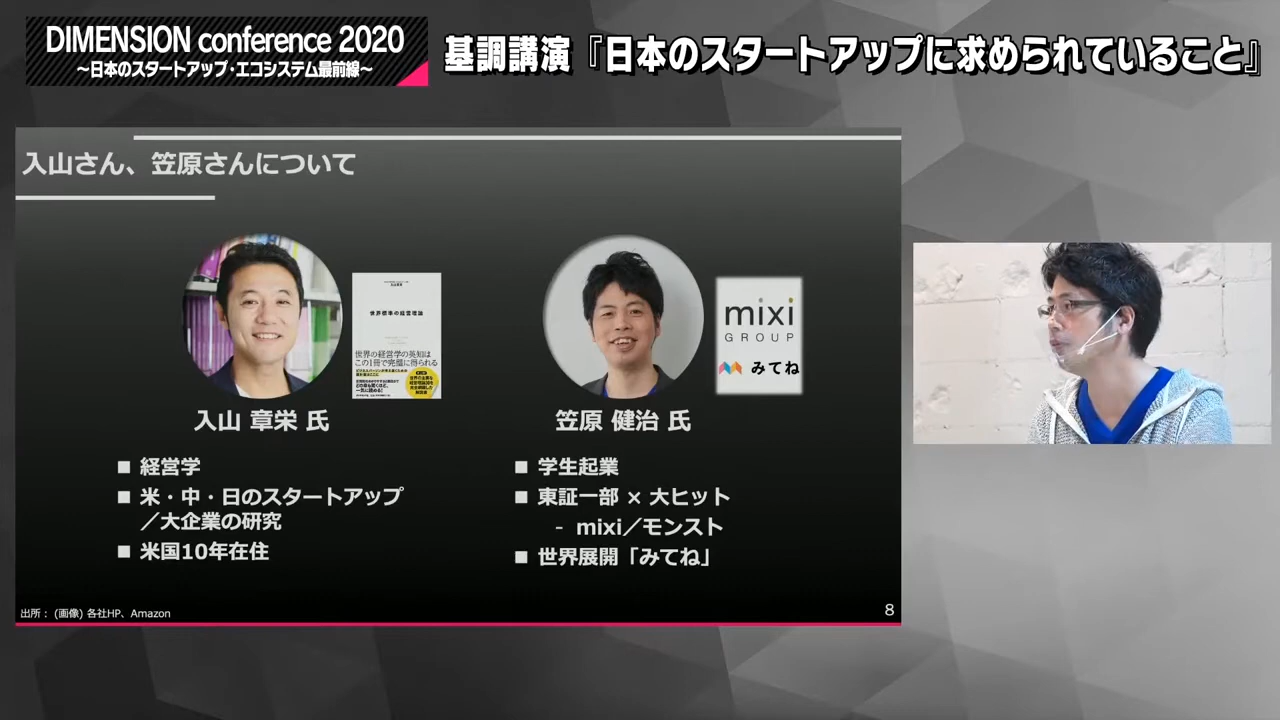 DIMENSION conference 2020
～日本のスタートアップ・エコシステム最前線～
基調講演『日本のスタートアップに求められていること』
入山さん、笠原さんについて
世界標準の経営理論
世界の経営学の英知は
この1冊で完璧に得られる
mixi
GROUP
みてね
入山 章栄 氏
笠原 健治 氏
■ 経営学
■ 米・中・日のスタートアップ
／大企業の研究
■ 米国10年在住
■ 学生起業
■ 東証一部 × 大ヒット
- mixi／モンスト
■ 世界展開「みてね」
出所： (画像) 各社HP、Amazon
8